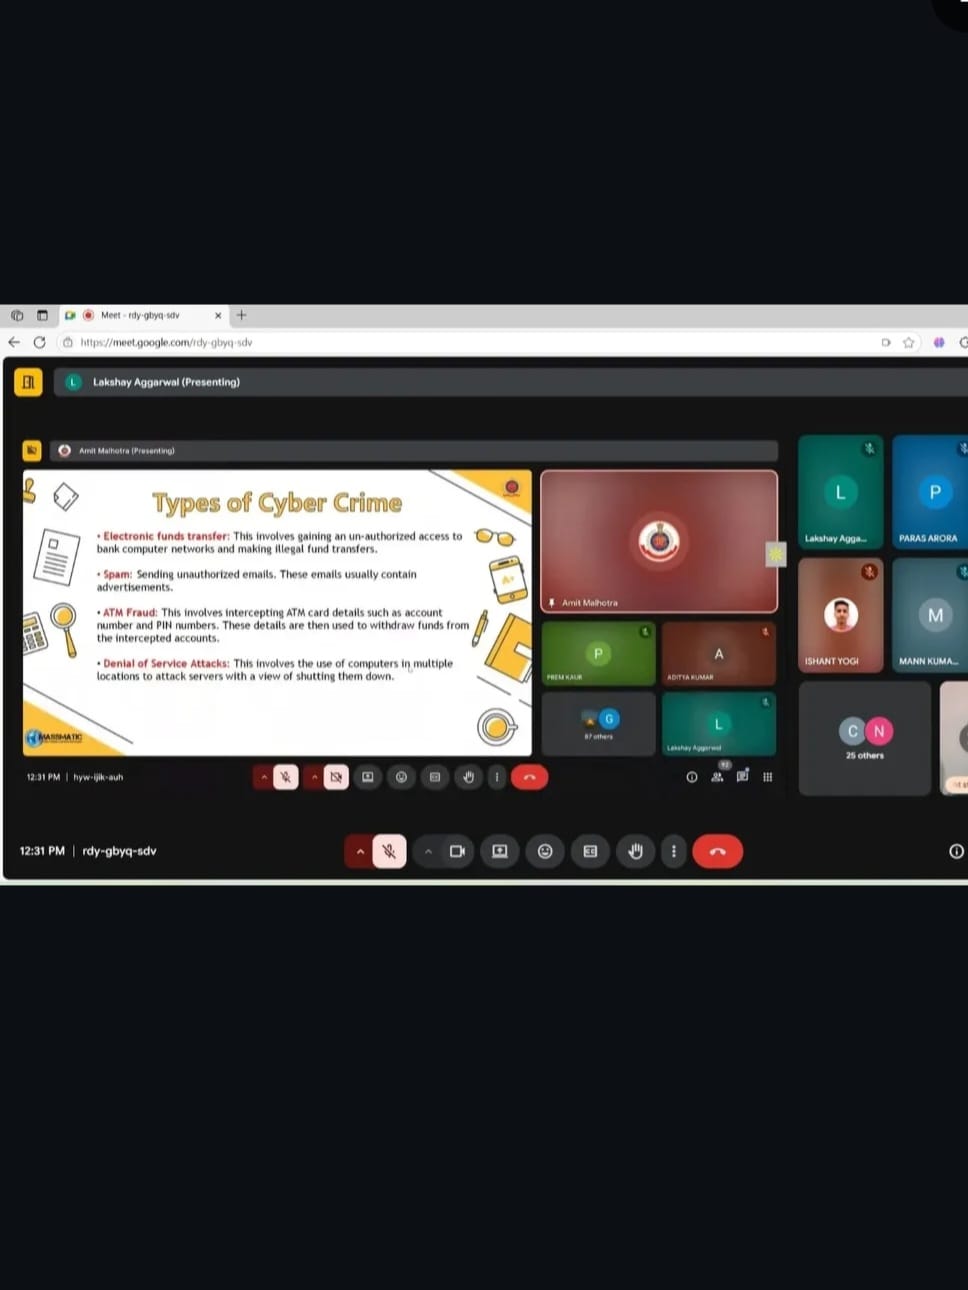 Meet - rdy-gbyq-sdv
https://meet.google.com/rdy-gbyq-sdv
L
Lakshay Aggarwal (Presenting)
Amit Malhotra (Presenting)
Types of Cyber Crime
• Electronic funds transfer: This involves gaining an un-authorized access to
bank computer networks and making illegal fund transfers.
• Spam: Sending unauthorized emails. These emails usually contain
advertisements.
• ATM Fraud: This involves intercepting ATM card details such as account
number and PIN numbers. These details are then used to withdraw funds from
the intercepted accounts.
• Denial of Service Attacks: This involves the use of computers in multiple
locations to attack servers with a view of shutting them down.
A+
MASSMATIC
Amit Malhotra
P
PREM KAUR
A
ADITYA KUMAR
G
87 others
L
Lakshay Aggarwal
L
Lakshay Agga...
P
PARAS ARORA
ISHANT YOGI
M
MANN KUMA...
C N
25 others
12:31 PM | hyw-ijik-auh
92
12:31 PM | rdy-gbyq-sdv